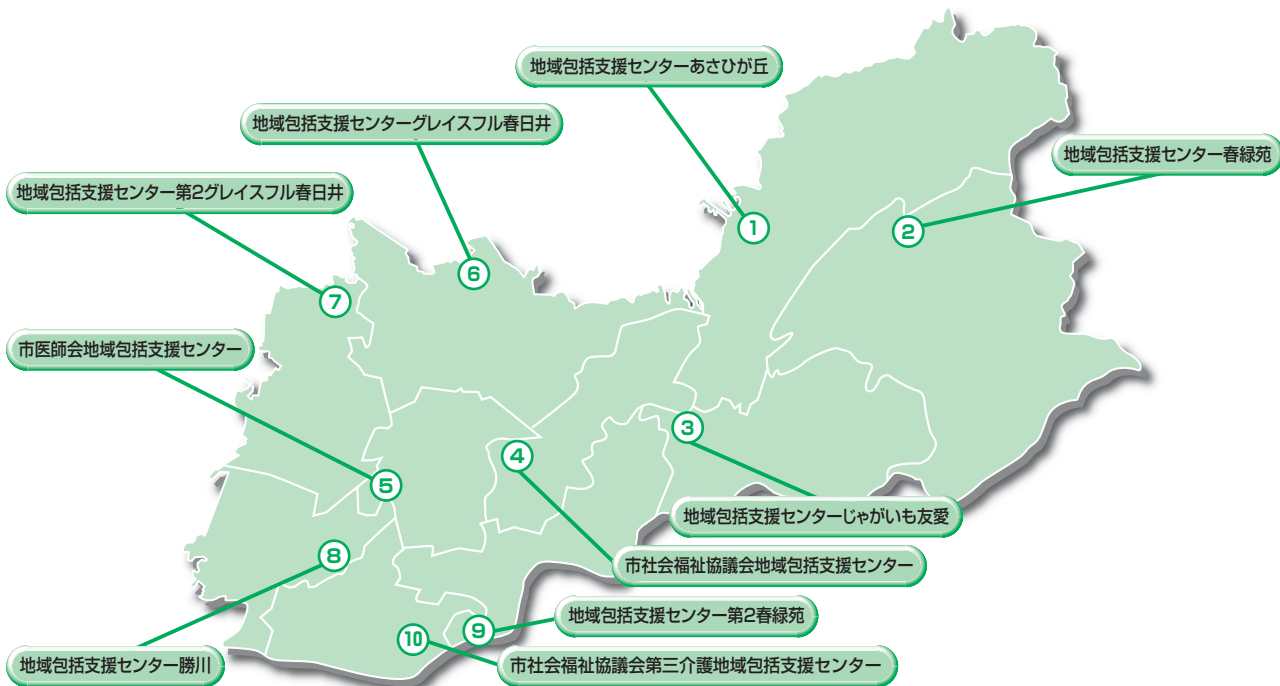 地域包括支援センターあさひが丘
地域包括支援センターグレイスフル春日井
地域包括支援センター春緑苑
地域包括支援センター第2グレイスフル春日井
1
2
6
7
市医師会地域包括支援センター
3
4
5
地域包括支援センターじゃがいも友愛
8
市社会福祉協議会地域包括支援センター
地域包括支援センター第2春緑苑
9
10
地域包括支援センター勝川
市社会福祉協議会第三介護地域包括支援センター